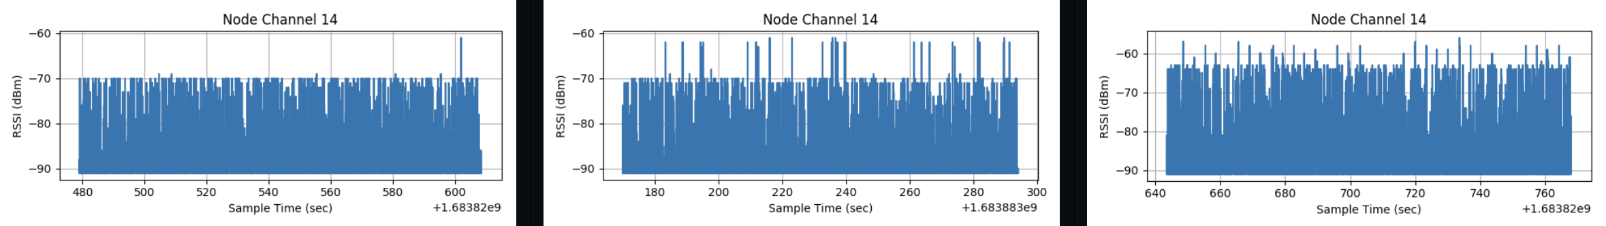 Node Channel 14
−60
−70
−80
−90
RSSI (dBm)
480 500 520 540 560 580 600
Sample Time (sec)
+1.68382e9
Node Channel 14
−60
−70
−80
−90
RSSI (dBm)
180 200 220 240 260 280 300
Sample Time (sec)
+1.683883e9
Node Channel 14
−60
−70
−80
−90
RSSI (dBm)
640 660 680 700 720 740 760
Sample Time (sec)
+1.68382e9